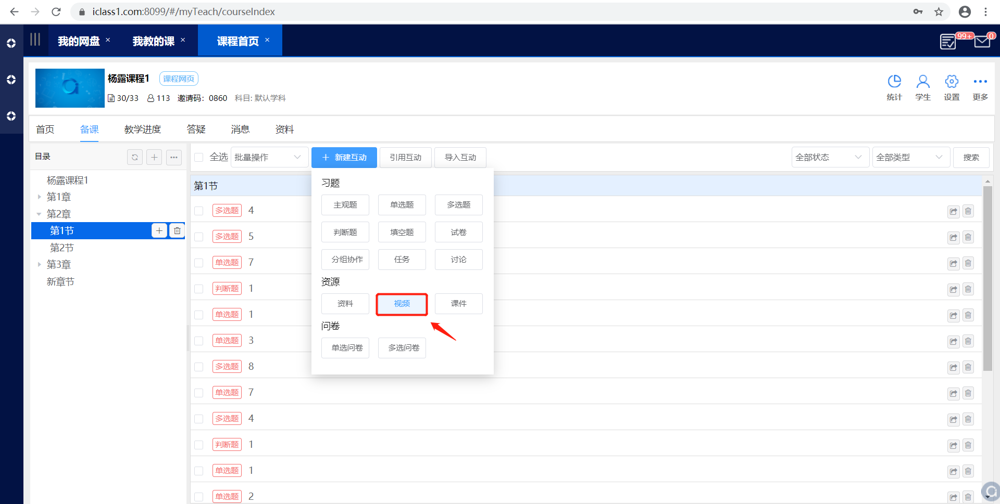 iclass1.com:8099/#/myTeach/courseIndex
我的网盘 × 我教的课 × 课程首页 ×
99+ 0
杨露课程1 课程网页
30/33 113 邀请码：0860 科目: 默认学科
统计 学生 设置 更多
首页 备课 教学进度 答疑 消息 资料
目录
全选 批量操作 + 新建互动 引用互动 导入互动 全部状态 全部类型 搜索
杨露课程1
第1章
第2章
第1节
第2节
第3章
新章节
第1节
多选题 4
多选题 5
单选题 7
判断题 1
单选题 1
单选题 3
多选题 8
单选题 7
多选题 4
判断题 1
单选题 1
单选题 2
习题
主观题 单选题 多选题
判断题 填空题 试卷
分组协作 任务 讨论
资源
资料 视频 课件
问卷
单选问卷 多选问卷